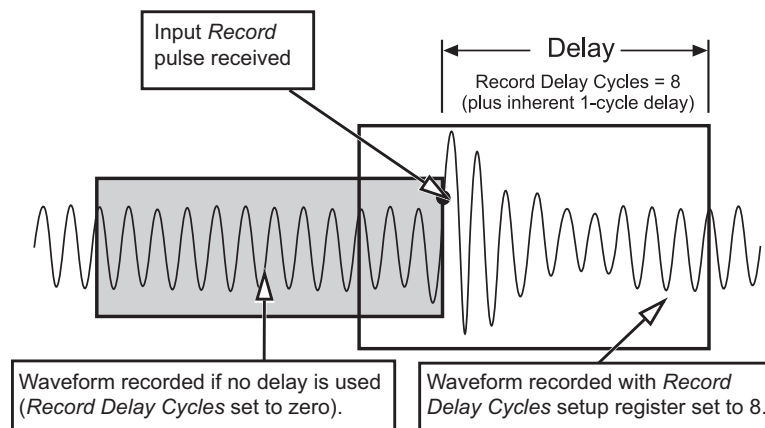 Input Record
pulse received
Delay
Record Delay Cycles = 8
(plus inherent 1-cycle delay)
Waveform recorded if no delay is used
(Record Delay Cycles set to zero).
Waveform recorded with Record
Delay Cycles setup register set to 8.